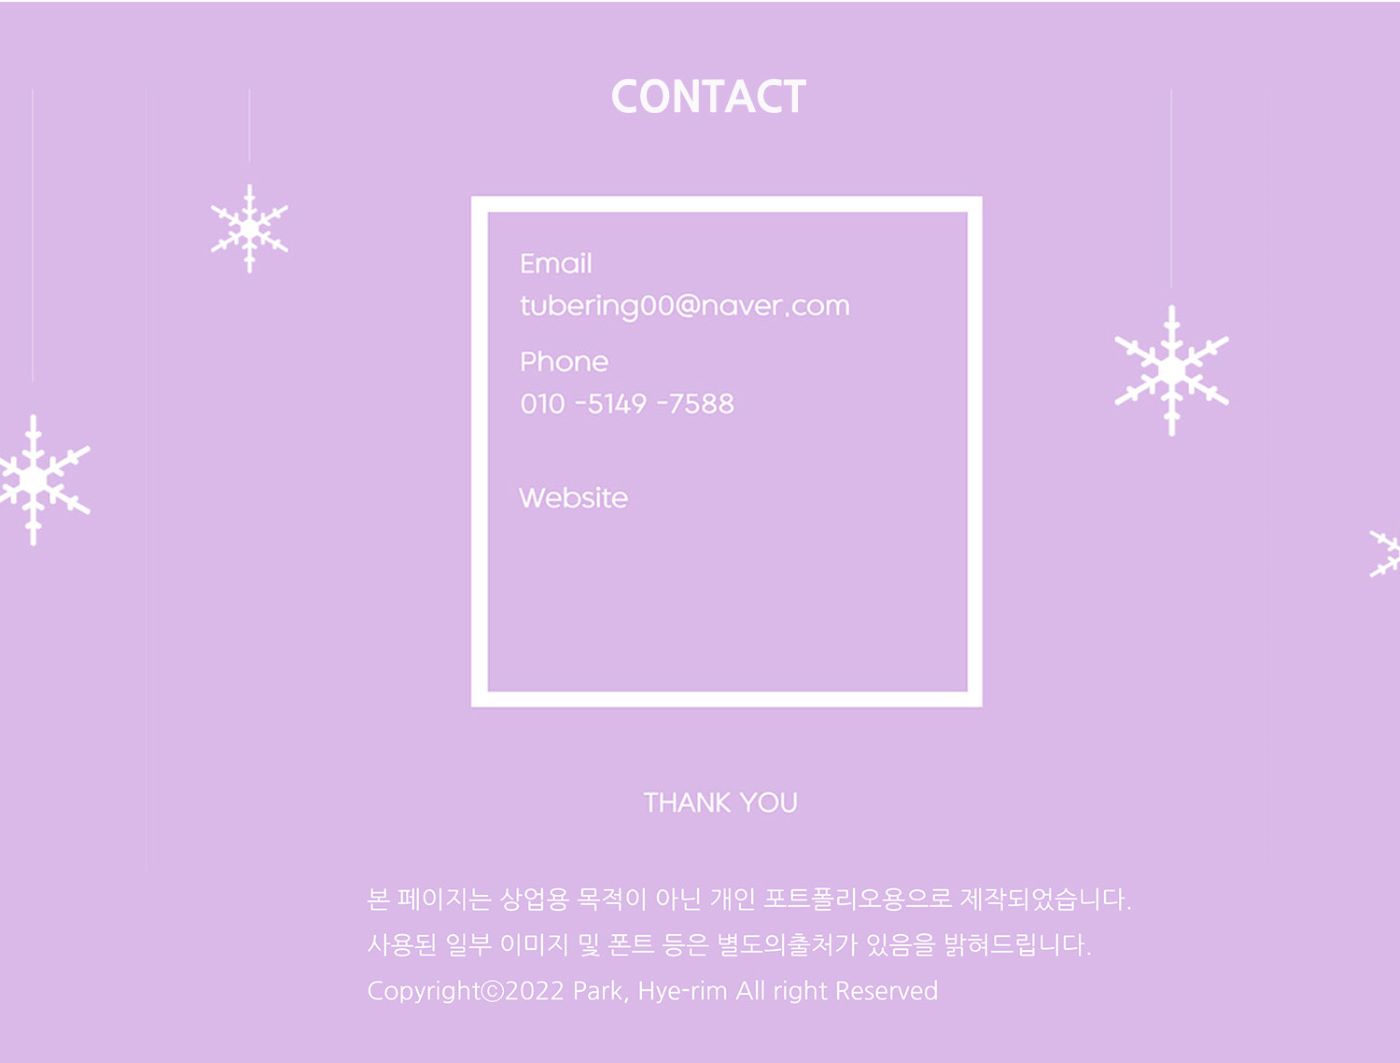 CONTACT
Email
tubering00@naver.com
Phone
010 -5149 -7588
Website
THANK YOU
본 페이지는 상업용 목적이 아닌 개인 포트폴리오용으로 제작되었습니다.
사용된 일부 이미지 및 폰트 등은 별도의출처가 있음을 밝혀드립니다.
Copyrightⓒ2022 Park, Hye-rim All right Reserved